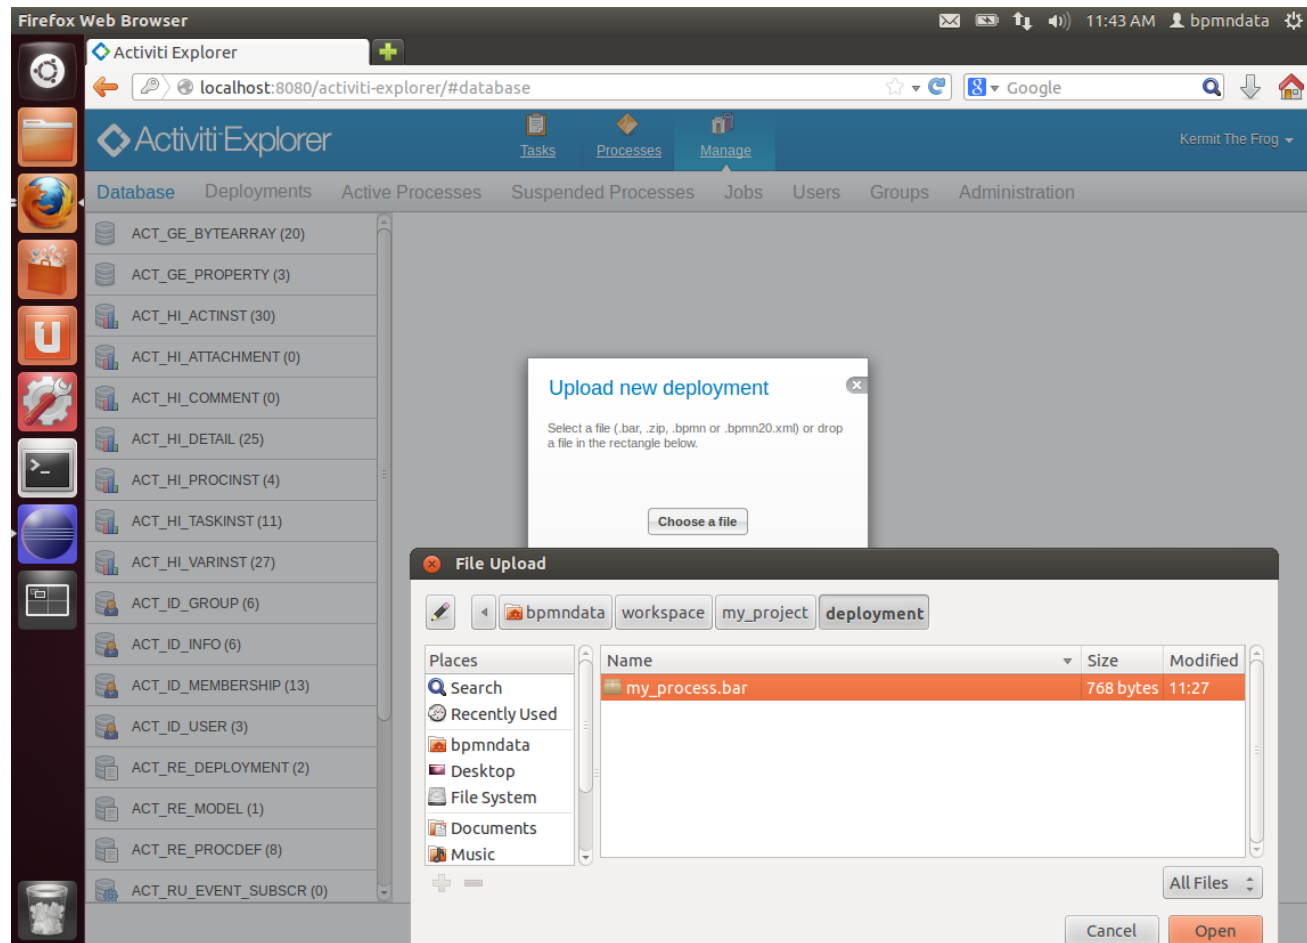 Firefox Web Browser
11:43 AM bpmndata
Activiti Explorer
localhost:8080/activiti-explorer/#database
Google
Activiti Explorer
Tasks Processes Manage
Kermit The Frog
Database Deployments Active Processes Suspended Processes Jobs Users Groups Administration
ACT_GE_BYTEARRAY (20)
ACT_GE_PROPERTY (3)
ACT_HI_ACTINST (30)
ACT_HI_ATTACHMENT (0)
ACT_HI_COMMENT (0)
ACT_HI_DETAIL (25)
ACT_HI_PROCINST (4)
ACT_HI_TASKINST (11)
ACT_HI_VARINST (27)
ACT_ID_GROUP (6)
ACT_ID_INFO (6)
ACT_ID_MEMBERSHIP (13)
ACT_ID_USER (3)
ACT_RE_DEPLOYMENT (2)
ACT_RE_MODEL (1)
ACT_RE_PROCDEF (8)
ACT_RU_EVENT_SUBSCR (0)
Upload new deployment
Select a file (.bar, .zip, .bpmn or .bpmn20.xml) or drop
a file in the rectangle below.
Choose a file
File Upload
bpmndata workspace my_project deployment
Places
Search
Recently Used
bpmndata
Desktop
File System
Documents
Music
Name Size Modified
my_process.bar 768 bytes 11:27
All Files
Cancel Open